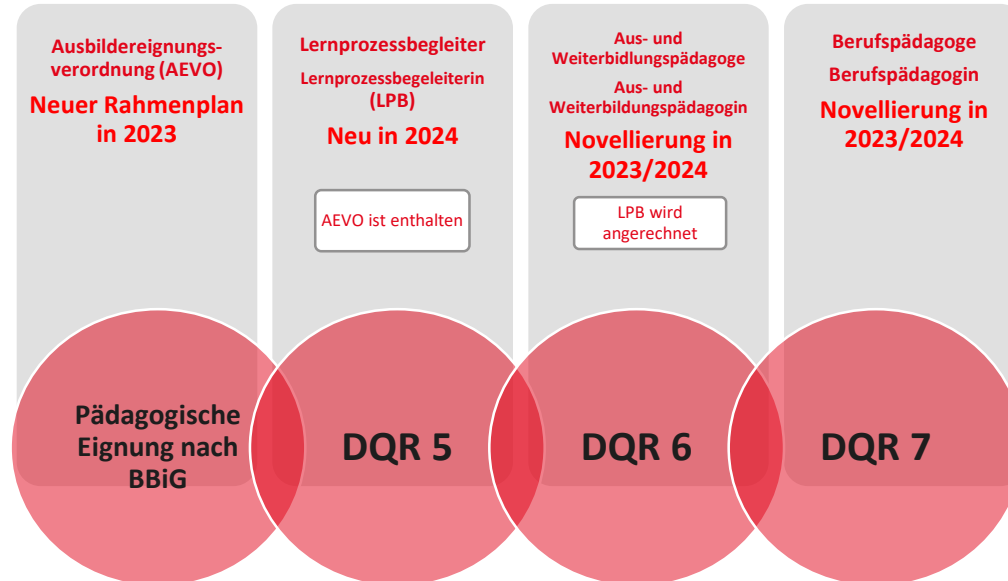 Ausbildereignungs-
verordnung (AEVO)
Neuer Rahmenplan
in 2023
Lernprozessbegleiter
Lernprozessbegeleiterin
(LPB)
Neu in 2024
AEVO ist enthalten
Aus- und
Weiterbidlungspädagoge
Aus- und
Weiterbildungspädagogin
Novellierung in
2023/2024
LPB wird
angerechnet
Berufspädagoge
Berufspädagogin
Novellierung in
2023/2024
Pädagogische
Eignung nach
BBiG
DQR 5
DQR 6
DQR 7